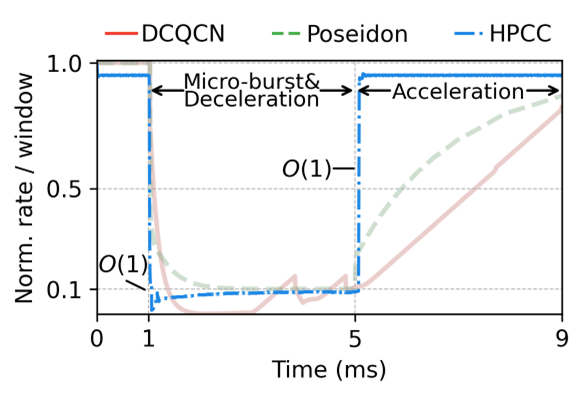 DCQCN Poseidon HPCC
1.0
Micro-burst&
Deceleration
Acceleration
O(1)
0.5
O(1)
0.1
Norm. rate / window
0 1 5 9
Time (ms)